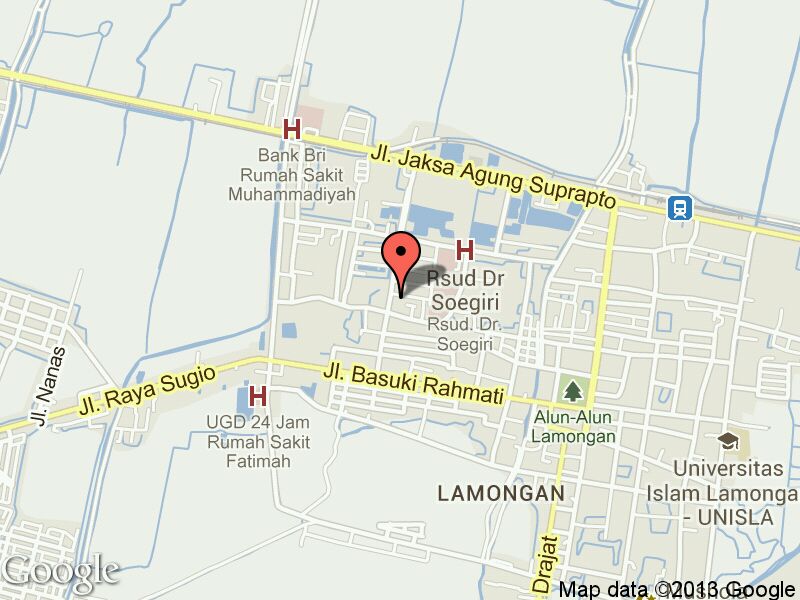 H
Bank Bri
Rumah Sakit
Muhammadiyah
Jl. Jaksa Agung Suprapto
H
Rsud Dr
Soegiri
Rsud. Dr.
Soegiri
Jl. Nanas
Jl. Raya Sugio
Jl. Basuki Rahmati
H
UGD 24 Jam
Rumah Sakit
Fatimah
Alun-Alun
Lamongan
Universitas
Islam Lamonga
- UNISLA
LAMONGAN
Drajat
Google
Map data ©2013 Google